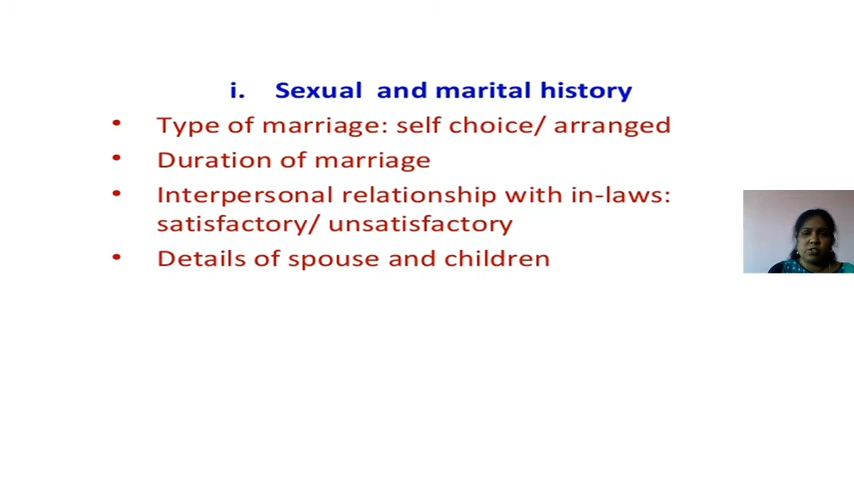 i. Sexual and marital history
• Type of marriage: self choice/ arranged
• Duration of marriage
• Interpersonal relationship with in-laws:
satisfactory/ unsatisfactory
• Details of spouse and children